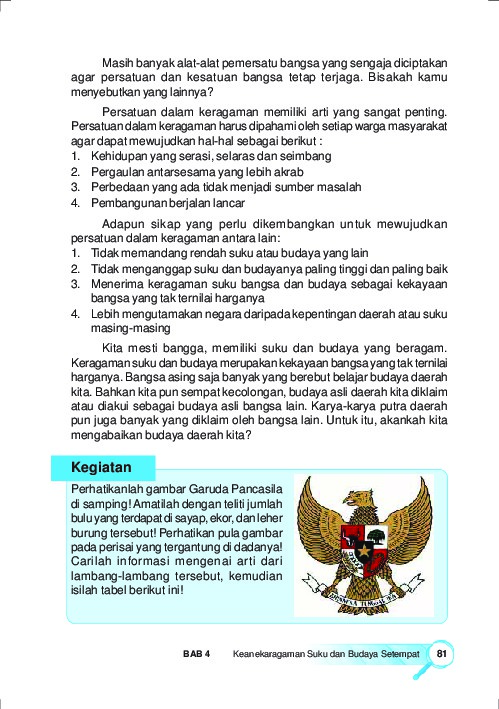 Masih banyak alat-alat pemersatu bangsa yang sengaja diciptakan
agar persatuan dan kesatuan bangsa tetap terjaga. Bisakah kamu
menyebutkan yang lainnya?
Persatuan dalam keragaman memiliki arti yang sangat penting.
Persatuan dalam keragaman harus dipahami oleh setiap warga masyarakat
agar dapat mewujudkan hal-hal sebagai berikut :
1. Kehidupan yang serasi, selaras dan seimbang
2. Pergaulan antarsesama yang lebih akrab
3. Perbedaan yang ada tidak menjadi sumber masalah
4. Pembangunan berjalan lancar
Adapun sikap yang perlu dikembangkan untuk mewujudkan
persatuan dalam keragaman antara lain:
1. Tidak memandang rendah suku atau budaya yang lain
2. Tidak menganggap suku dan budayanya paling tinggi dan paling baik
3. Menerima keragaman suku bangsa dan budaya sebagai kekayaan
bangsa yang tak ternilai harganya
4. Lebih mengutamakan negara daripada kepentingan daerah atau suku
masing-masing
Kita mesti bangga, memiliki suku dan budaya yang beragam.
Keragaman suku dan budaya merupakan kekayaan bangsa yang tak ternilai
harganya. Bangsa asing saja banyak yang berebut belajar budaya daerah
kita. Bahkan kita pun sempat kecolongan, budaya asli daerah kita diklaim
atau diakui sebagai budaya asli bangsa lain. Karya-karya putra daerah
pun juga banyak yang diklaim oleh bangsa lain. Untuk itu, akankah kita
mengabaikan budaya daerah kita?
Kegiatan
Perhatikanlah gambar Garuda Pancasila
di samping! Amatilah dengan teliti jumlah
bulu yang terdapat di sayap, ekor, dan leher
burung tersebut! Perhatikan pula gambar
pada perisai yang tergantung di dadanya!
Carilah informasi mengenai arti dari
lambang-lambang tersebut, kemudian
isilah tabel berikut ini!
BHINNEKA TUNGGAL IKA
BAB 4 Keanekaragaman Suku dan Budaya Setempat 81